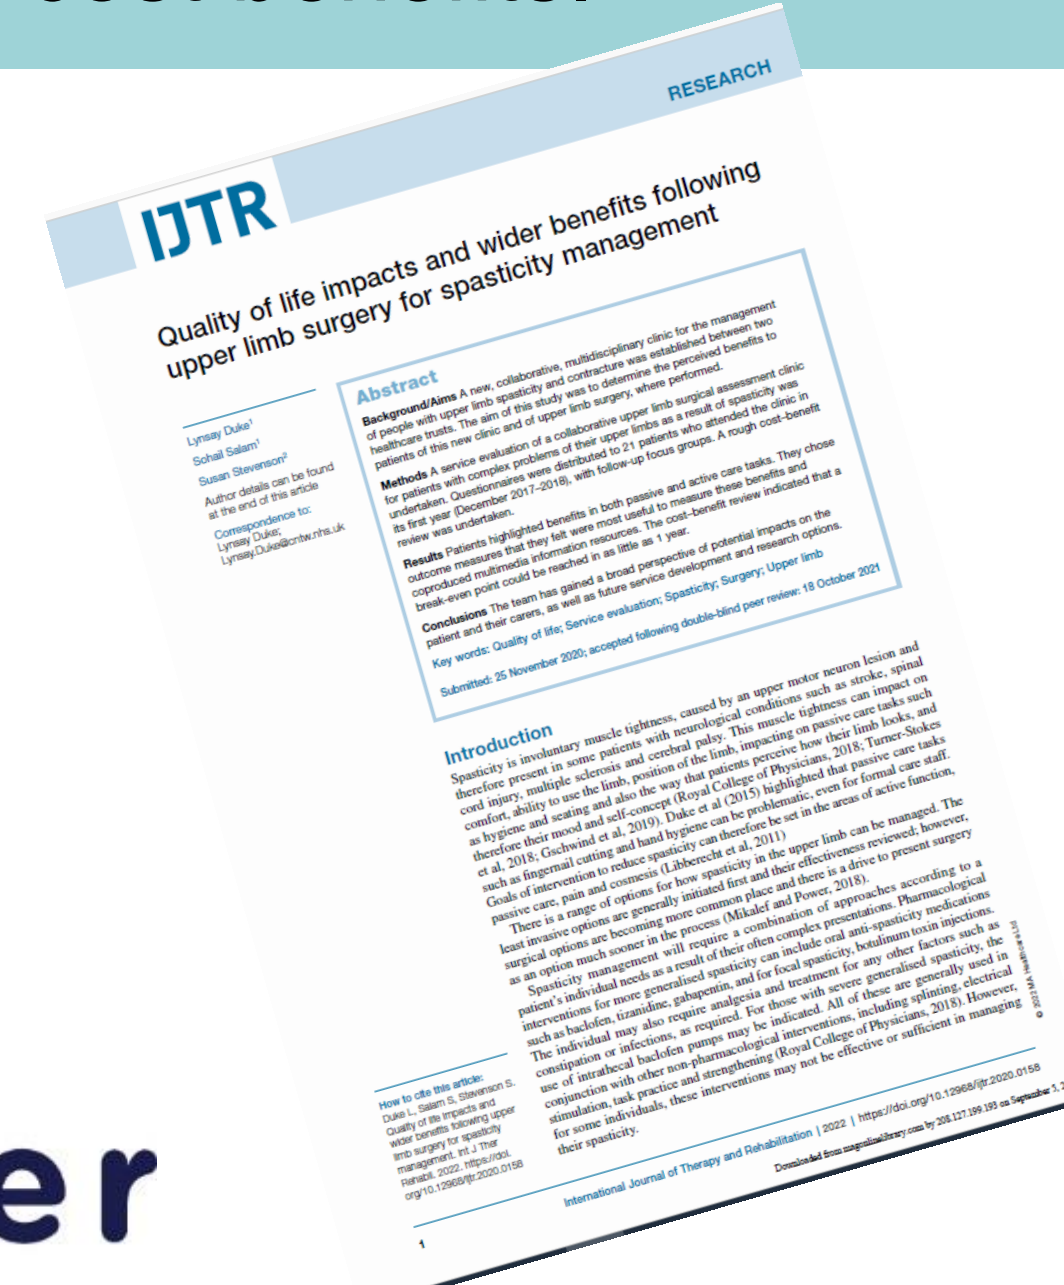 cost benefits.
RESEARCH
IJTR
Quality of life impacts and wider benefits following
upper limb surgery for spasticity management
Lynsay Duke1
Sohail Salam1
Susan Stevenson2
Author details can be found
at the end of this article
Correspondence to:
Lynsay Duke;
Lynsay.Duke@cntw.nhs.uk
Abstract
Background/Aims A new, collaborative, multidisciplinary clinic for the management
of people with upper limb spasticity and contracture was established between two
healthcare trusts. The aim of this study was to determine the perceived benefits to
patients of this new clinic and of upper limb surgery, where performed.
Methods A service evaluation of a collaborative upper limb surgical assessment clinic
for patients with complex problems of their upper limbs as a result of spasticity was
undertaken. Questionnaires were distributed to 21 patients who attended the clinic in
its first year (December 2017–2018), with follow-up focus groups. A rough cost–benefit
review was undertaken.
Results Patients highlighted benefits in both passive and active care tasks. They chose
outcome measures that they felt were most useful to measure these benefits and
coproduced multimedia information resources. The cost–benefit review indicated that a
break-even point could be reached in as little as 1 year.
Conclusions The team has gained a broad perspective of potential impacts on the
patient and their carers, as well as future service development and research options.
Key words: Quality of life; Service evaluation; Spasticity; Surgery; Upper limb
Submitted: 25 November 2020; accepted following double-blind peer review: 18 October 2021
Introduction
Spasticity is involuntary muscle tightness, caused by an upper motor neuron lesion and
therefore present in some patients with neurological conditions such as stroke, spinal
cord injury, multiple sclerosis and cerebral palsy. This muscle tightness can impact on
comfort, ability to use the limb, position of the limb, impacting on passive care tasks such
as hygiene and seating and also the way that patients perceive how their limb looks, and
therefore their mood and self-concept (Royal College of Physicians, 2018; Turner-Stokes
et al, 2018; Gschwind et al, 2019). Duke et al (2015) highlighted that passive care tasks
such as fingernail cutting and hand hygiene can be problematic, even for formal care staff.
Goals of intervention to reduce spasticity can therefore be set in the areas of active function,
passive care, pain and cosmesis (Libberecht et al, 2011)
There is a range of options for how spasticity in the upper limb can be managed. The
least invasive options are generally initiated first and their effectiveness reviewed; however,
surgical options are becoming more common place and there is a drive to present surgery
as an option much sooner in the process (Mikalef and Power, 2018).
Spasticity management will require a combination of approaches according to a
patient's individual needs as a result of their often complex presentations. Pharmacological
interventions for more generalised spasticity can include oral anti-spasticity medications
such as baclofen, tizanidine, gabapentin, and for focal spasticity, botulinum toxin injections.
The individual may also require analgesia and treatment for any other factors such as
constipation or infections, as required. For those with severe generalised spasticity, the
use of intrathecal baclofen pumps may be indicated. All of these are generally used in
conjunction with other non-pharmacological interventions, including splinting, electrical
stimulation, task practice and strengthening (Royal College of Physicians, 2018). However,
for some individuals, these interventions may not be effective or sufficient in managing
their spasticity.
© 2022 MA Healthcare Ltd
How to cite this article:
Duke L, Salam S, Stevenson S.
Quality of life impacts and
wider benefits following upper
limb surgery for spasticity
management. Int J Ther
Rehabil. 2022. https://doi.
org/10.12968/ijtr.2020.0158
International Journal of Therapy and Rehabilitation | 2022 | https://doi.org/10.12968/ijtr.2020.0158
Downloaded from magonlinelibrary.com by 208.127.199.193 on September 5, 2
1
er